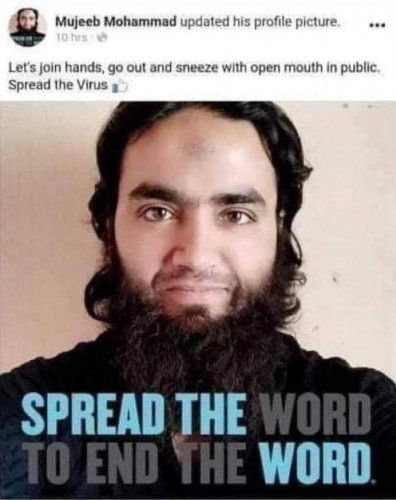 Mujeeb Mohammad updated his profile picture.
10 hrs
Let's join hands, go out and sneeze with open mouth in public.
Spread the Virus
SPREAD THE WORD
TO END THE WORD.